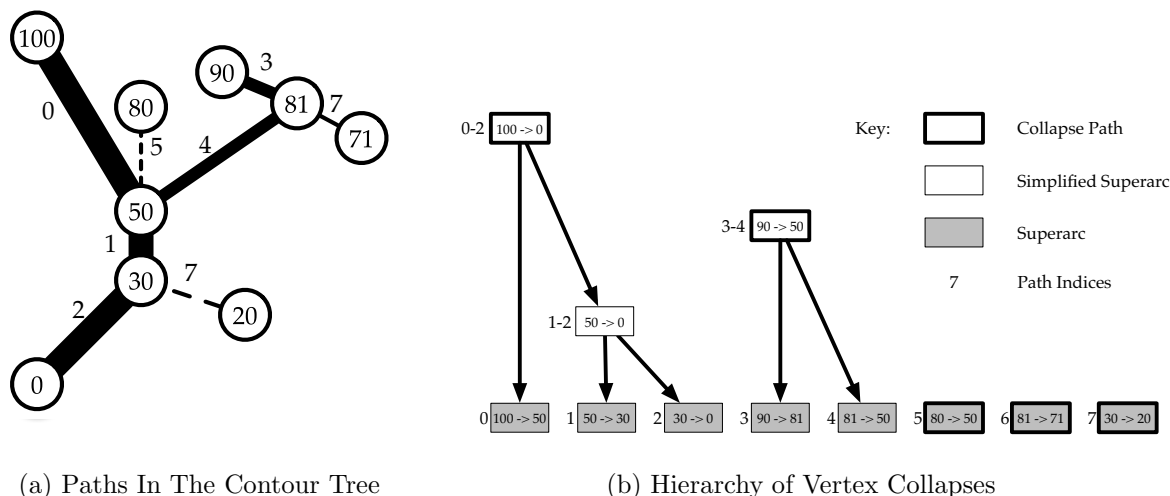 100
90
3
81
80
7
71
0
5
4
50
1
30
7
2
20
0
0-2
100 -> 0
Key:
Collapse Path
Simplified Superarc
3-4
90 -> 50
Superarc
7
Path Indices
1-2
50 -> 0
0
100 -> 50
1
50 -> 30
2
30 -> 0
3
90 -> 81
4
81 -> 50
5
80 -> 50
6
81 -> 71
7
30 -> 20
(a) Paths In The Contour Tree
(b) Hierarchy of Vertex Collapses